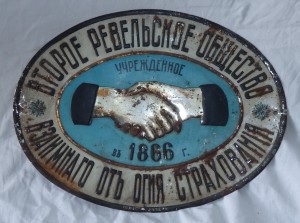 ВТОРОЕ РЕВЕЛЬСКОЕ ОБЩЕСТВО
УЧРЕЖДЕННОЕ
въ 1866 г.
ВЗАИМНАГО ОТЪ ОГНЯ СТРАХОВАНIЯ